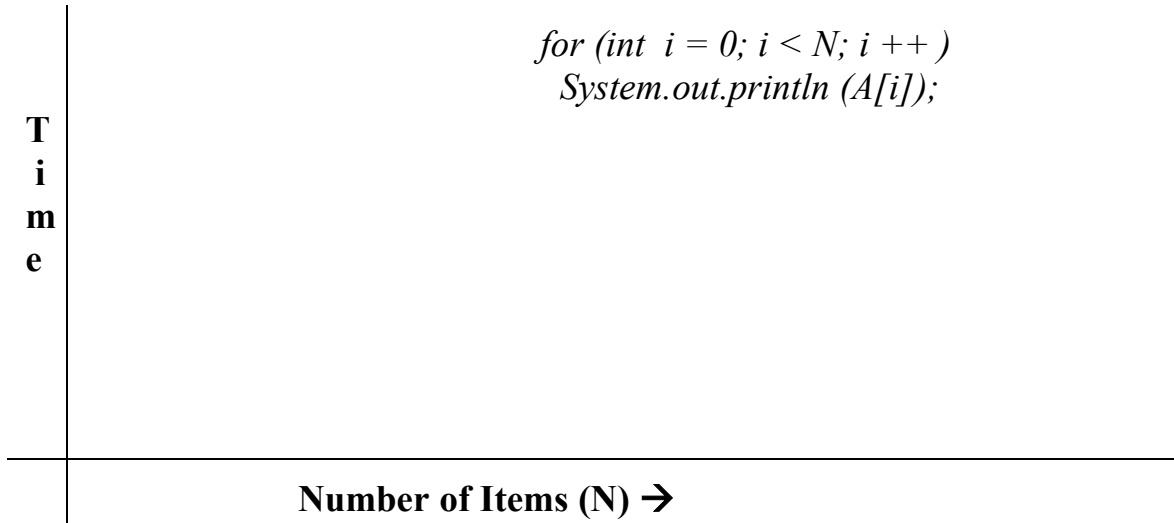 for (int i = 0; i < N; i ++ )
System.out.println (A[i]);
T
i
m
e
Number of Items (N) →